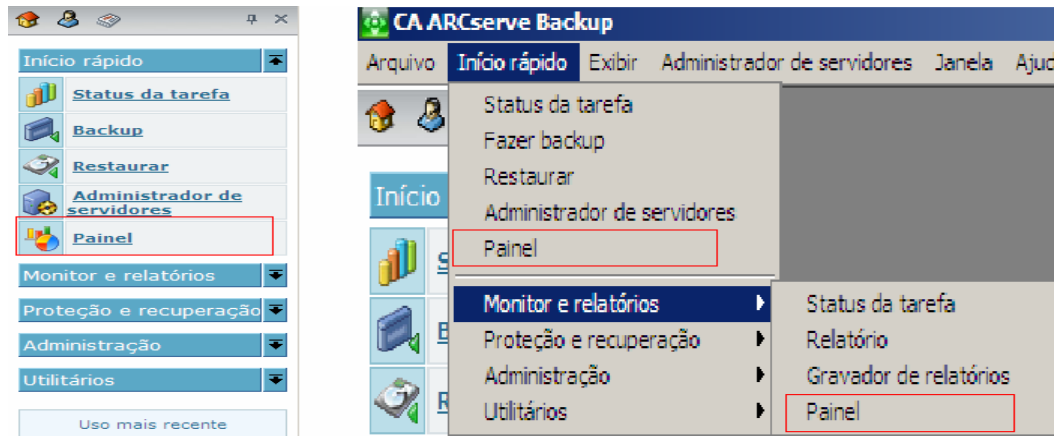 Início rápido
Status da tarefa
Backup
Restaurar
Administrador de
servidores
Painel
Monitor e relatórios
Proteção e recuperação
Administração
Utilitários
Uso mais recente
CA ARCserve Backup
Arquivo Início rápido Exibir Administrador de servidores Janela Ajud
Início
S
B
R
Status da tarefa
Fazer backup
Restaurar
Administrador de servidores
Painel
Monitor e relatórios
Proteção e recuperação
Administração
Utilitários
Status da tarefa
Relatório
Gravador de relatórios
Painel